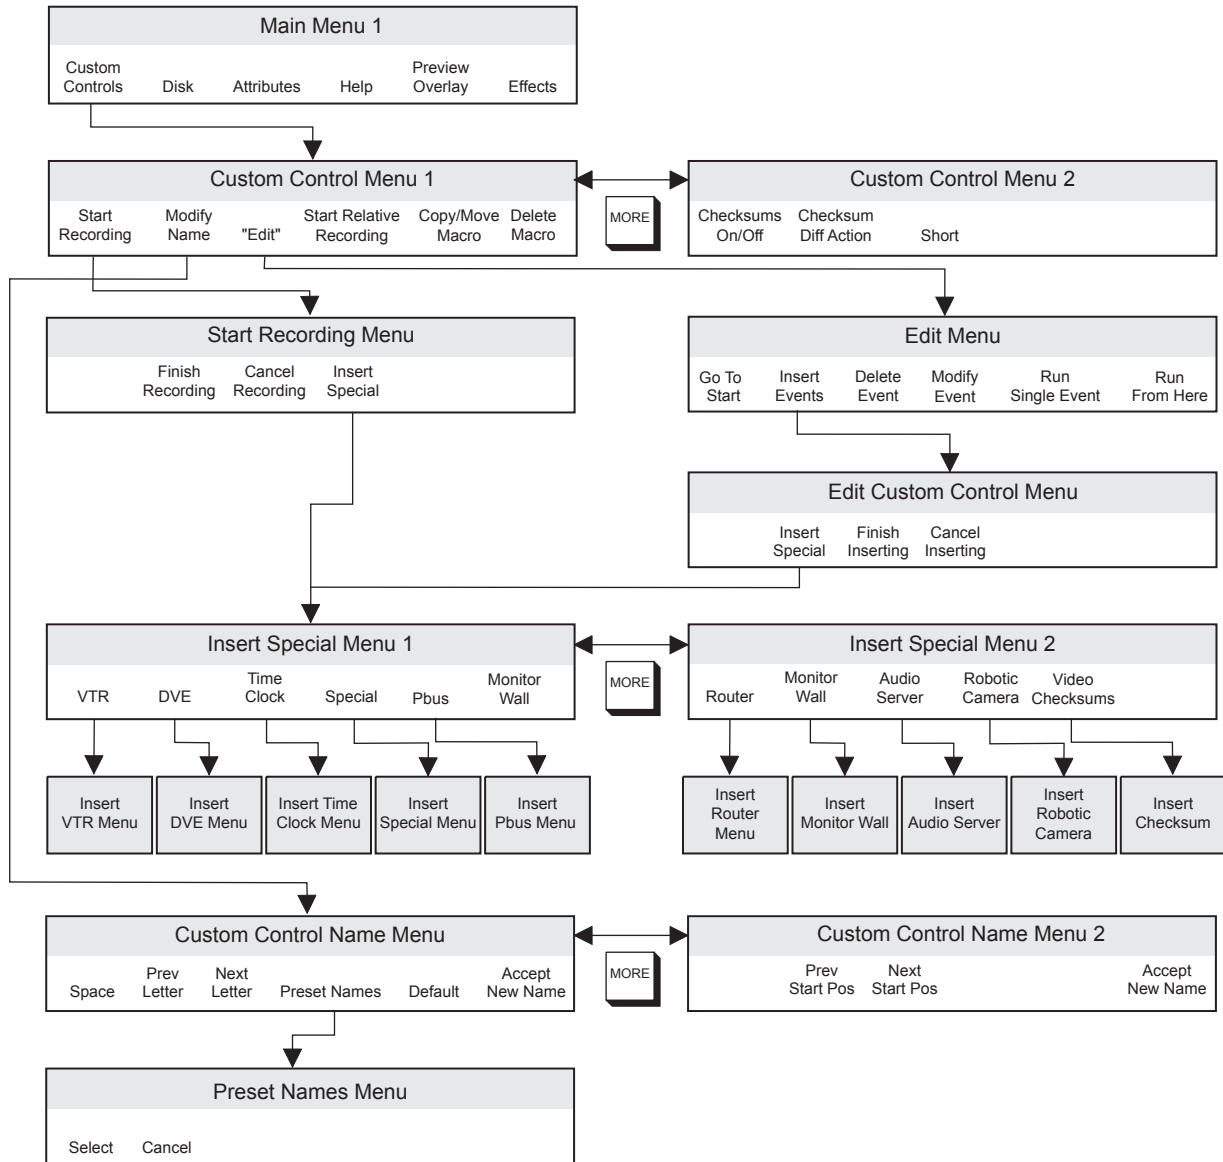 Main Menu 1
Custom
Controls
Disk
Attributes
Help
Preview
Overlay
Effects
Custom Control Menu 1
Start
Recording
Modify
Name
"Edit"
Start Relative
Recording
Copy/Move
Macro
Delete
Macro
MORE
Custom Control Menu 2
Checksums
On/Off
Checksum
Diff Action
Short
Start Recording Menu
Finish
Recording
Cancel
Recording
Insert
Special
Edit Menu
Go To
Start
Insert
Events
Delete
Event
Modify
Event
Run
Single Event
Run
From Here
Edit Custom Control Menu
Insert
Special
Finish
Inserting
Cancel
Inserting
Insert Special Menu 1
VTR
DVE
Time
Clock
Special
Pbus
Monitor
Wall
MORE
Insert Special Menu 2
Router
Monitor
Wall
Audio
Server
Robotic
Camera
Video
Checksums
Insert
VTR Menu
Insert
DVE Menu
Insert Time
Clock Menu
Insert
Special Menu
Insert
Pbus Menu
Insert
Router
Menu
Insert
Monitor Wall
Insert
Audio Server
Insert
Robotic
Camera
Insert
Checksum
Custom Control Name Menu
Space
Prev
Letter
Next
Letter
Preset Names
Default
Accept
New Name
MORE
Custom Control Name Menu 2
Prev
Start Pos
Next
Start Pos
Accept
New Name
Preset Names Menu
Select
Cancel